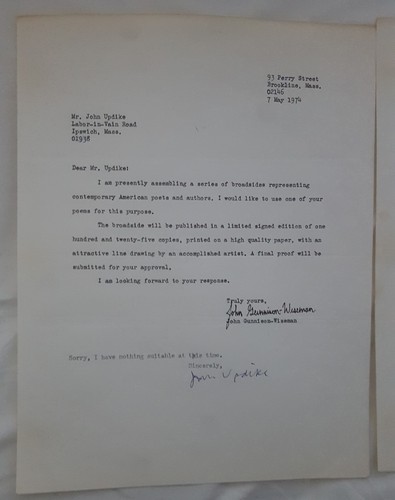 93 Perry Street
Brookline, Mass.
02146
7 May 1974
Mr. John Updike
Labor-in-Vain Road
Ipswich, Mass.
01938
Dear Mr. Updike:
I am presently assembling a series of broadsides representing
contemporary American poets and authors. I would like to use one of your
poems for this purpose.
The broadside will be published in a limited signed edition of one
hundred and twenty-five copies, printed on a high quality paper, with an
attractive line drawing by an accomplished artist. A final proof will be
submitted for your approval.
I am looking forward to your response.
Truly yours,
John Gunnison-Wiseman
John Gunnison-Wiseman
Sorry, I have nothing suitable at this time.
Sincerely,
John Updike